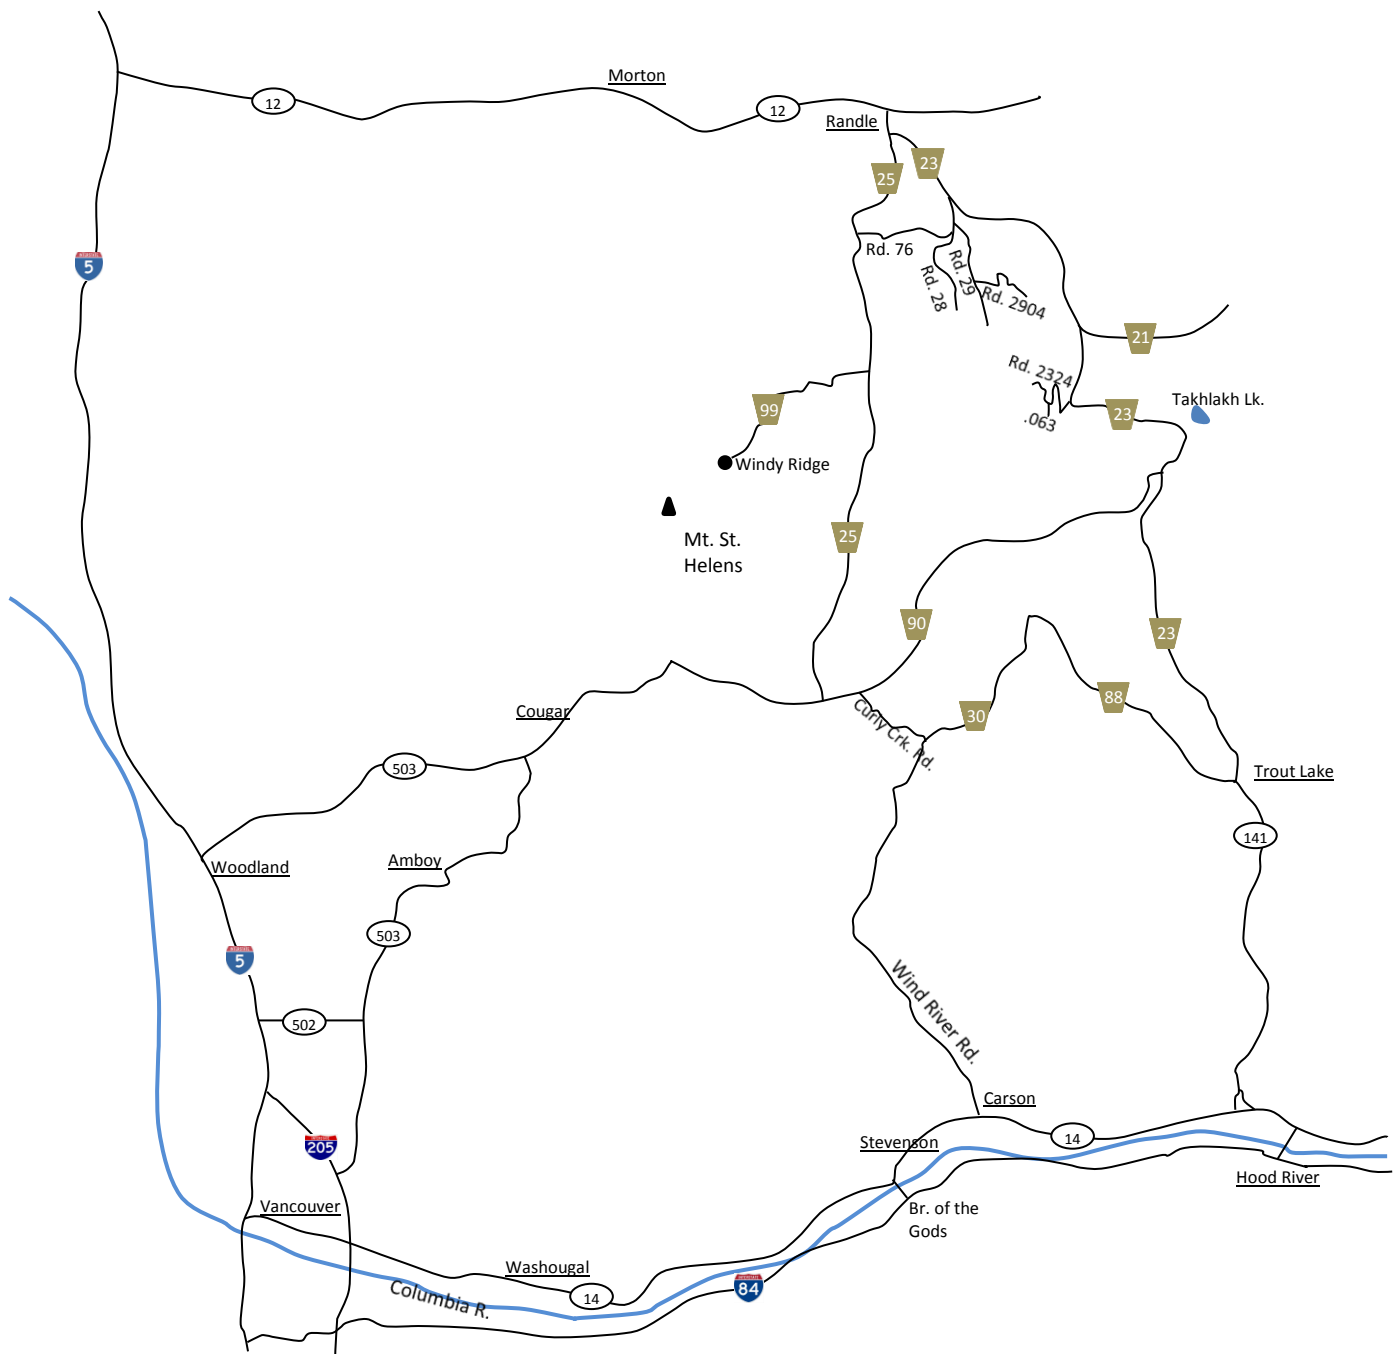 Morton
12
12
Randle
23
25
Rd. 76
5
Rd. 28
Rd. 29
Rd. 2904
21
Rd. 2324
Takhlakh Lk.
99
23
.063
Windy Ridge
Mt. St.
Helens
25
90
23
88
30
Cougar
Curly Crk. Rd.
503
Trout Lake
141
Amboy
Woodland
503
5
Wind River Rd.
502
Carson
14
Stevenson
205
Hood River
Vancouver
Br. of the
Gods
Washougal
84
Columbia R.
14